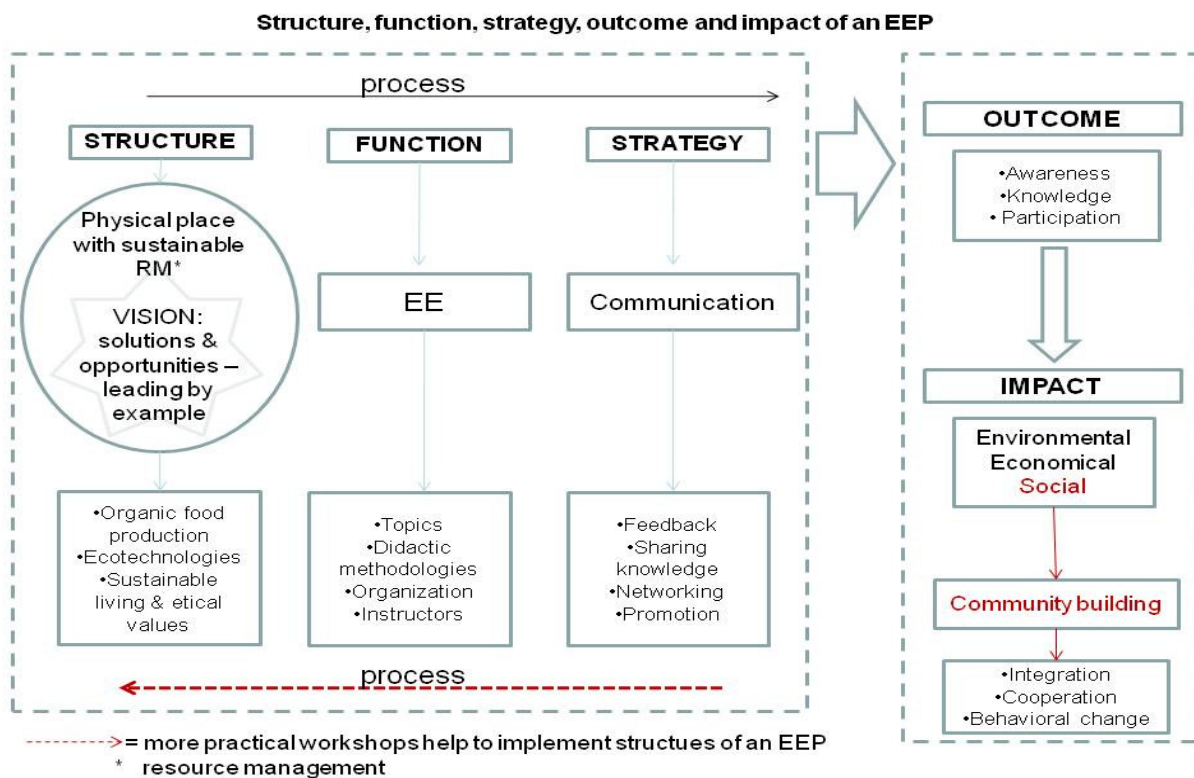 Structure, function, strategy, outcome and impact of an EEP
process
STRUCTURE
Physical place
with sustainable
RM*
VISION:
solutions &
opportunities –
leading by
example
•Organic food
production
•Ecotechnologies
•Sustainable
living & etical
values
FUNCTION
EE
•Topics
•Didactic
methodologies
•Organization
•Instructors
STRATEGY
Communication
•Feedback
•Sharing
knowledge
•Networking
•Promotion
process
OUTCOME
•Awareness
•Knowledge
•Participation
IMPACT
Environmental
Economical
Social
Community building
•Integration
•Cooperation
•Behavioral change
= more practical workshops help to implement structues of an EEP
* resource management